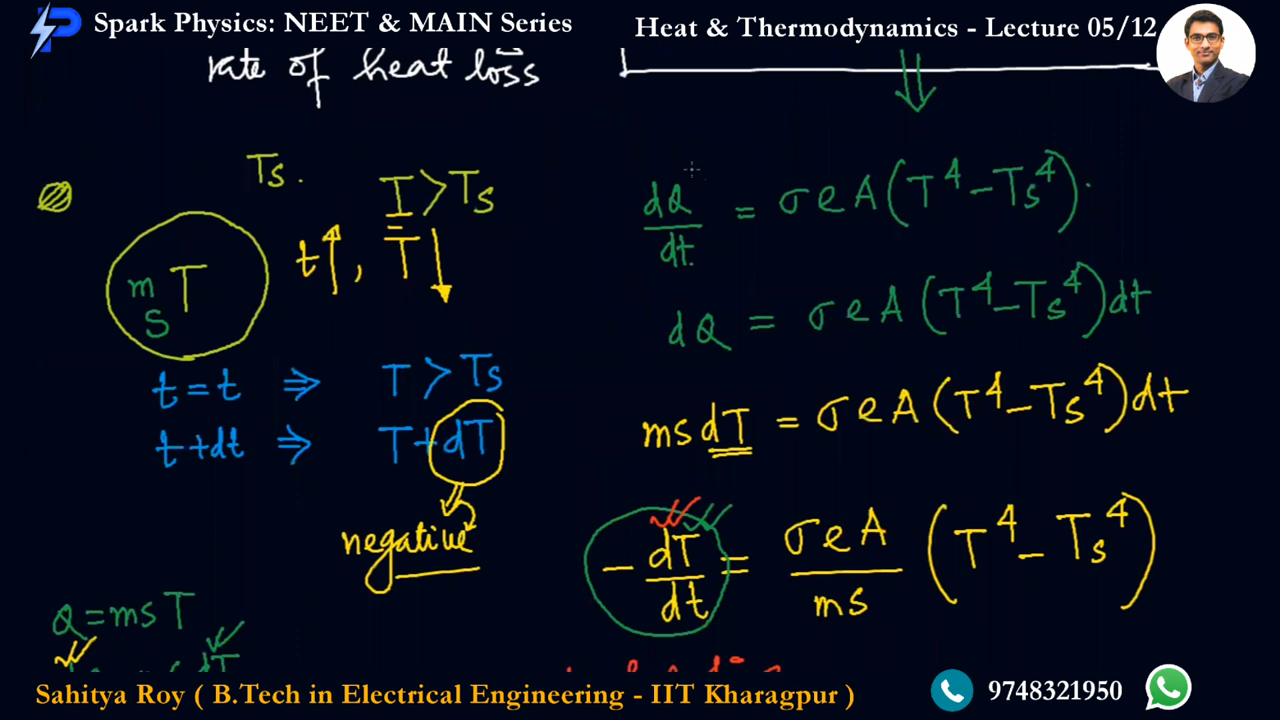 Spark Physics: NEET & MAIN Series
Heat & Thermodynamics - Lecture 05/12
rate of heat loss
Ts.
T > Ts
t↑, T↓
m T
s
t = t ⇒ T > Ts
t + dt ⇒ T + dT
negative
Q = msT
dQ/dt = σeA(T⁴ - Ts⁴).
dQ = σeA(T⁴ - Ts⁴)dt
msdT = σeA(T⁴ - Ts⁴)dt
- dT/dt = σeA/ms (T⁴ - Ts⁴)
Sahitya Roy ( B.Tech in Electrical Engineering - IIT Kharagpur )
9748321950